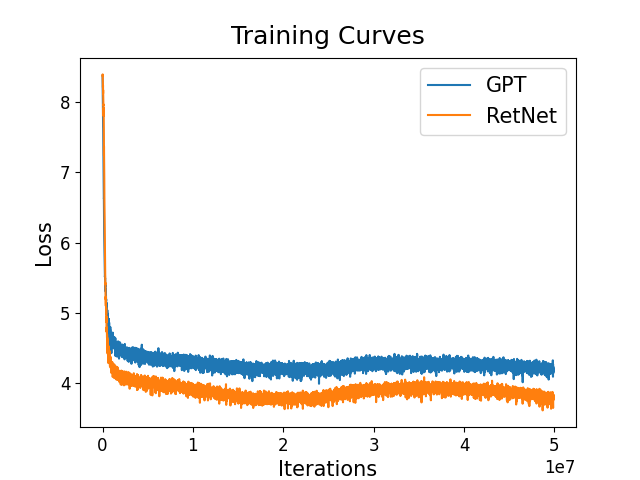 Training Curves
GPT
RetNet
Loss
8
7
6
5
4
0 1 2 3 4 5
1e7
Iterations